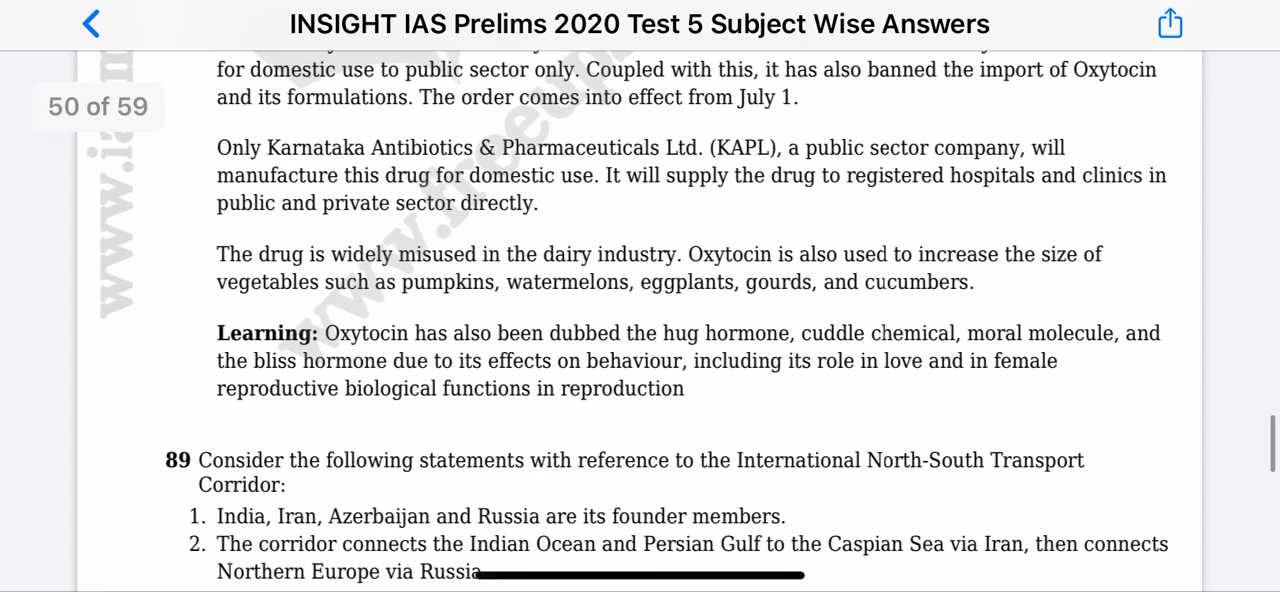 INSIGHT IAS Prelims 2020 Test 5 Subject Wise Answers
for domestic use to public sector only. Coupled with this, it has also banned the import of Oxytocin
50 of 59
and its formulations. The order comes into effect from July 1.
Only Karnataka Antibiotics & Pharmaceuticals Ltd. (KAPL), a public sector company, will
manufacture this drug for domestic use. It will supply the drug to registered hospitals and clinics in
public and private sector directly.
The drug is widely misused in the dairy industry. Oxytocin is also used to increase the size of
vegetables such as pumpkins, watermelons, eggplants, gourds, and cucumbers.
Learning: Oxytocin has also been dubbed the hug hormone, cuddle chemical, moral molecule, and
the bliss hormone due to its effects on behaviour, including its role in love and in female
reproductive biological functions in reproduction
89 Consider the following statements with reference to the International North-South Transport
Corridor:
1. India, Iran, Azerbaijan and Russia are its founder members.
2. The corridor connects the Indian Ocean and Persian Gulf to the Caspian Sea via Iran, then connects
Northern Europe via Russia